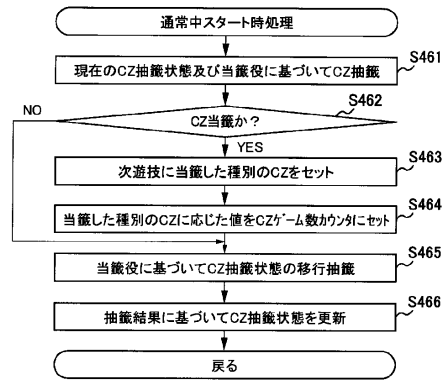 通常中スタート時処理
S461
現在のCZ抽籤状態及び当籤役に基づいてCZ抽籤
S462
NO
CZ当籤か？
YES
S463
次遊技に当籤した種別のCZをセット
S464
当籤した種別のCZに応じた値をCZｹﾞｰﾑ数カウンタにセット
S465
当籤役に基づいてCZ抽籤状態の移行抽籤
S466
抽籤結果に基づいてCZ抽籤状態を更新
戻る